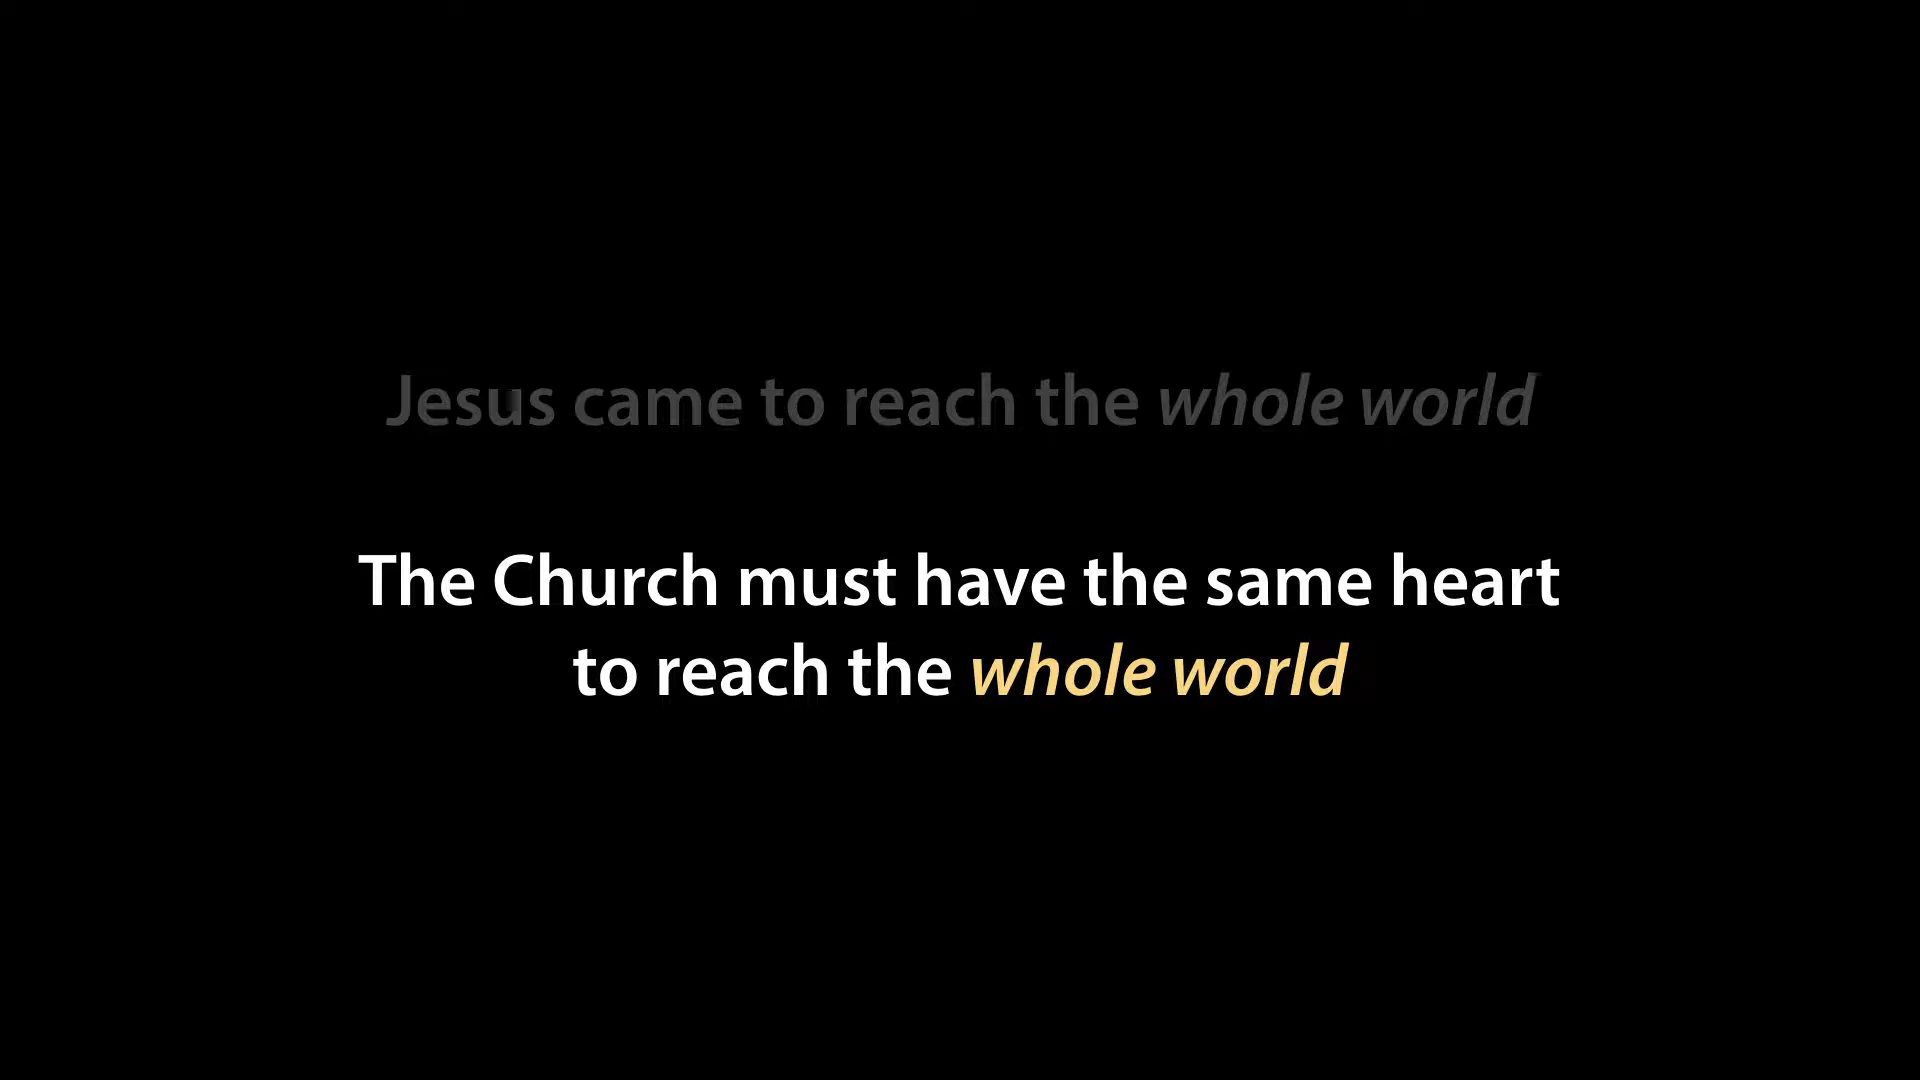 Jesus came to reach the whole world
The Church must have the same heart
to reach the whole world